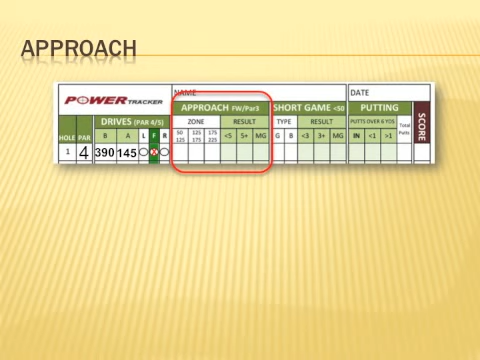 APPROACH
NAME DATE
POWER TRACKER APPROACH FW/Par3 SHORT GAME <50 PUTTING SCORE
DRIVES (PAR 4/5) ZONE RESULT TYPE RESULT PUTTS OVER 6 YDS Total Putts
HOLE PAR B A L F R 50 125 125 175 175 225 <5 5+ MG G B <3 3+ MG IN <1 >1
1 4 390 145